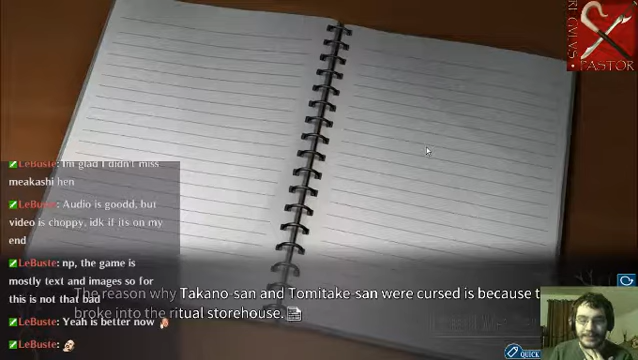 LeBuste: Im glad I didn't miss
meakashi hen
LeBuste: Audio is goodd, but
video is choppy, idk if its on my
end
LeBuste: np, the game is
mostly text and images so for
this is not that bad
LeBuste: Yeah is better now
LeBuste:
The reason why Takano-san and Tomitake-san were cursed is because t
broke into the ritual storehouse.
PASTOR
QUICK